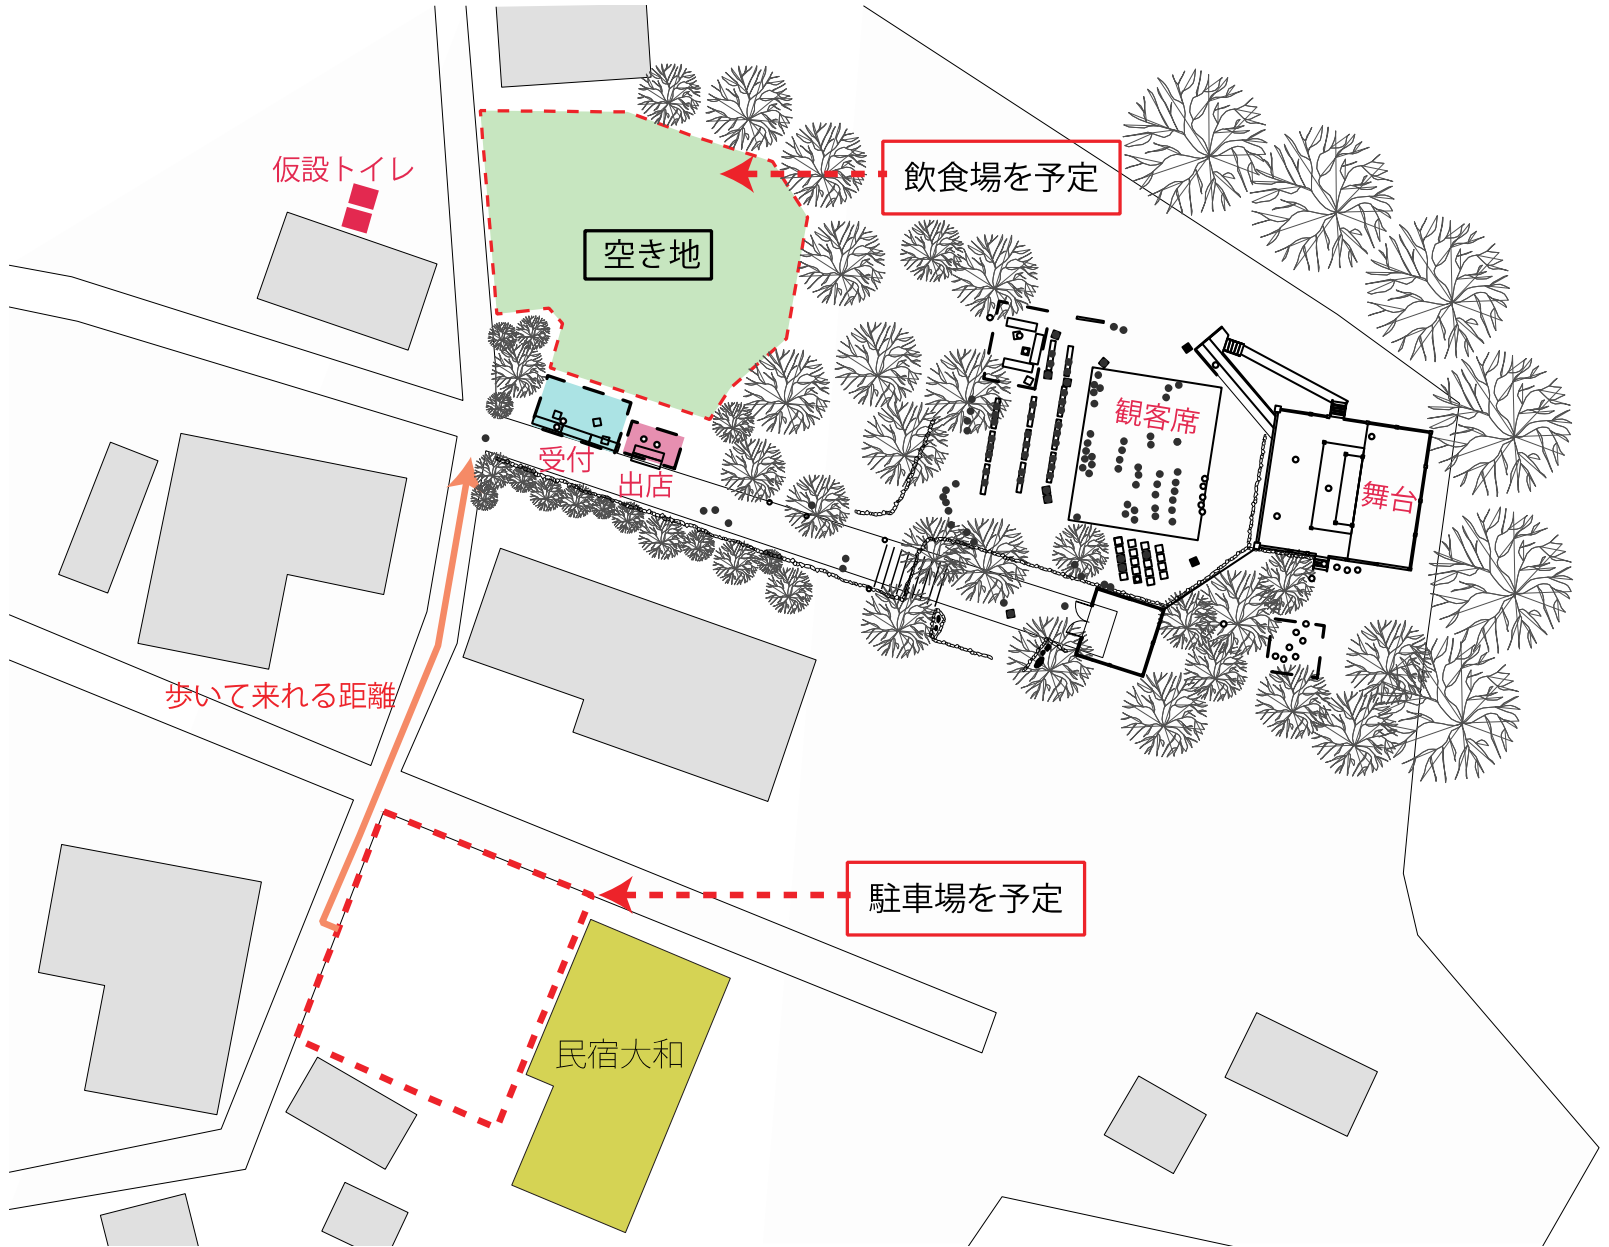 仮設トイレ
飲食場を予定
空き地
観客席
受付
出店
舞台
歩いて来れる距離
駐車場を予定
民宿大和